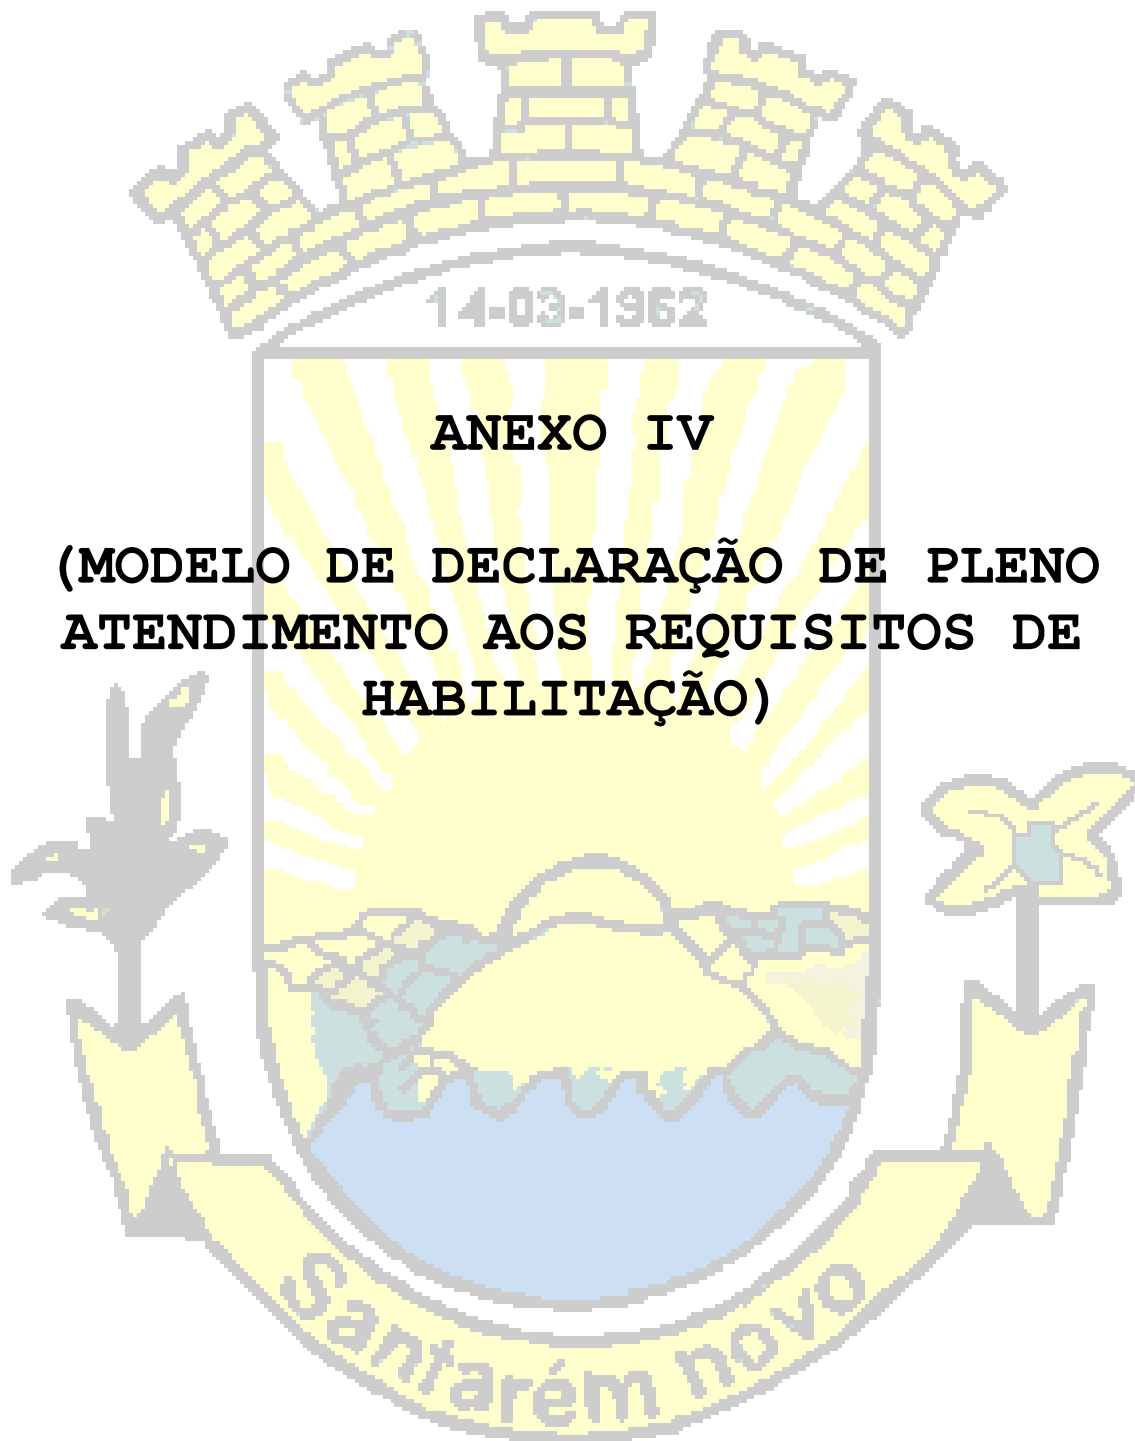 14-03-1962
ANEXO IV
(MODELO DE DECLARAÇÃO DE PLENO
ATENDIMENTO AOS REQUISITOS DE
HABILITAÇÃO)
Santarém novo